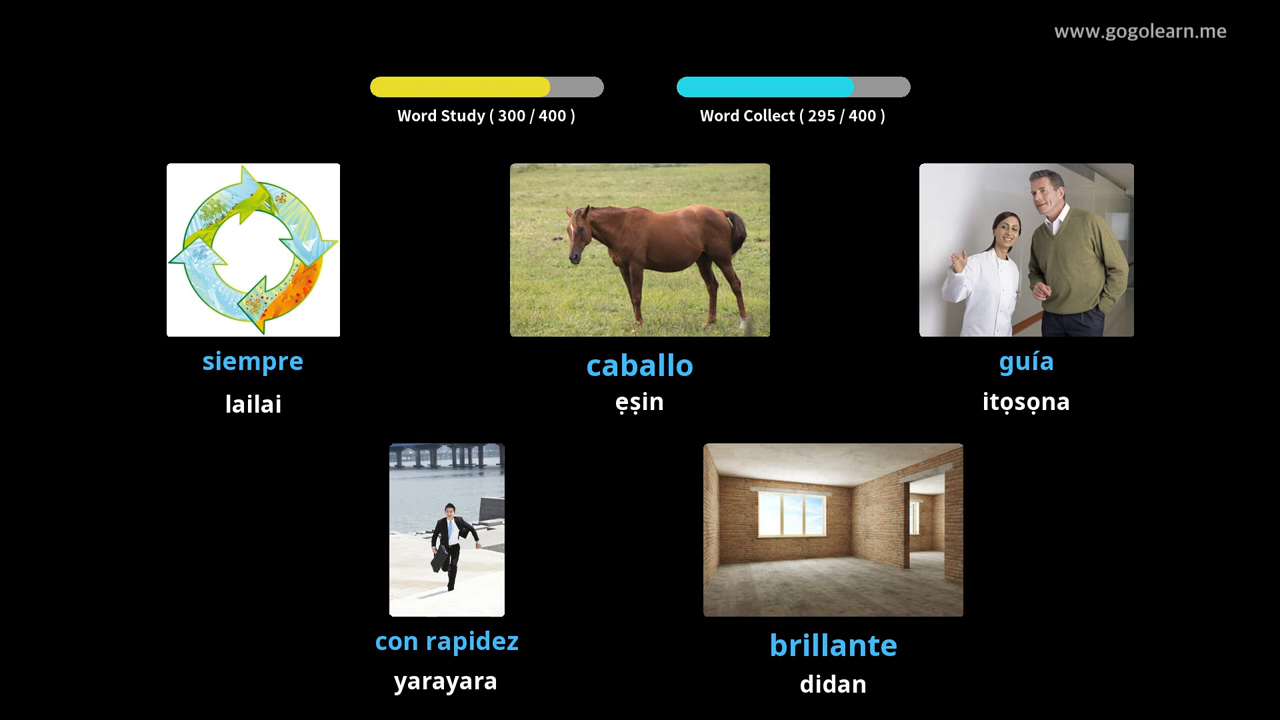 www.gogolearn.me
Word Study ( 300 / 400 )
Word Collect ( 295 / 400 )
siempre
lailai
caballo
ẹṣin
guía
itọsọna
con rapidez
yarayara
brillante
didan